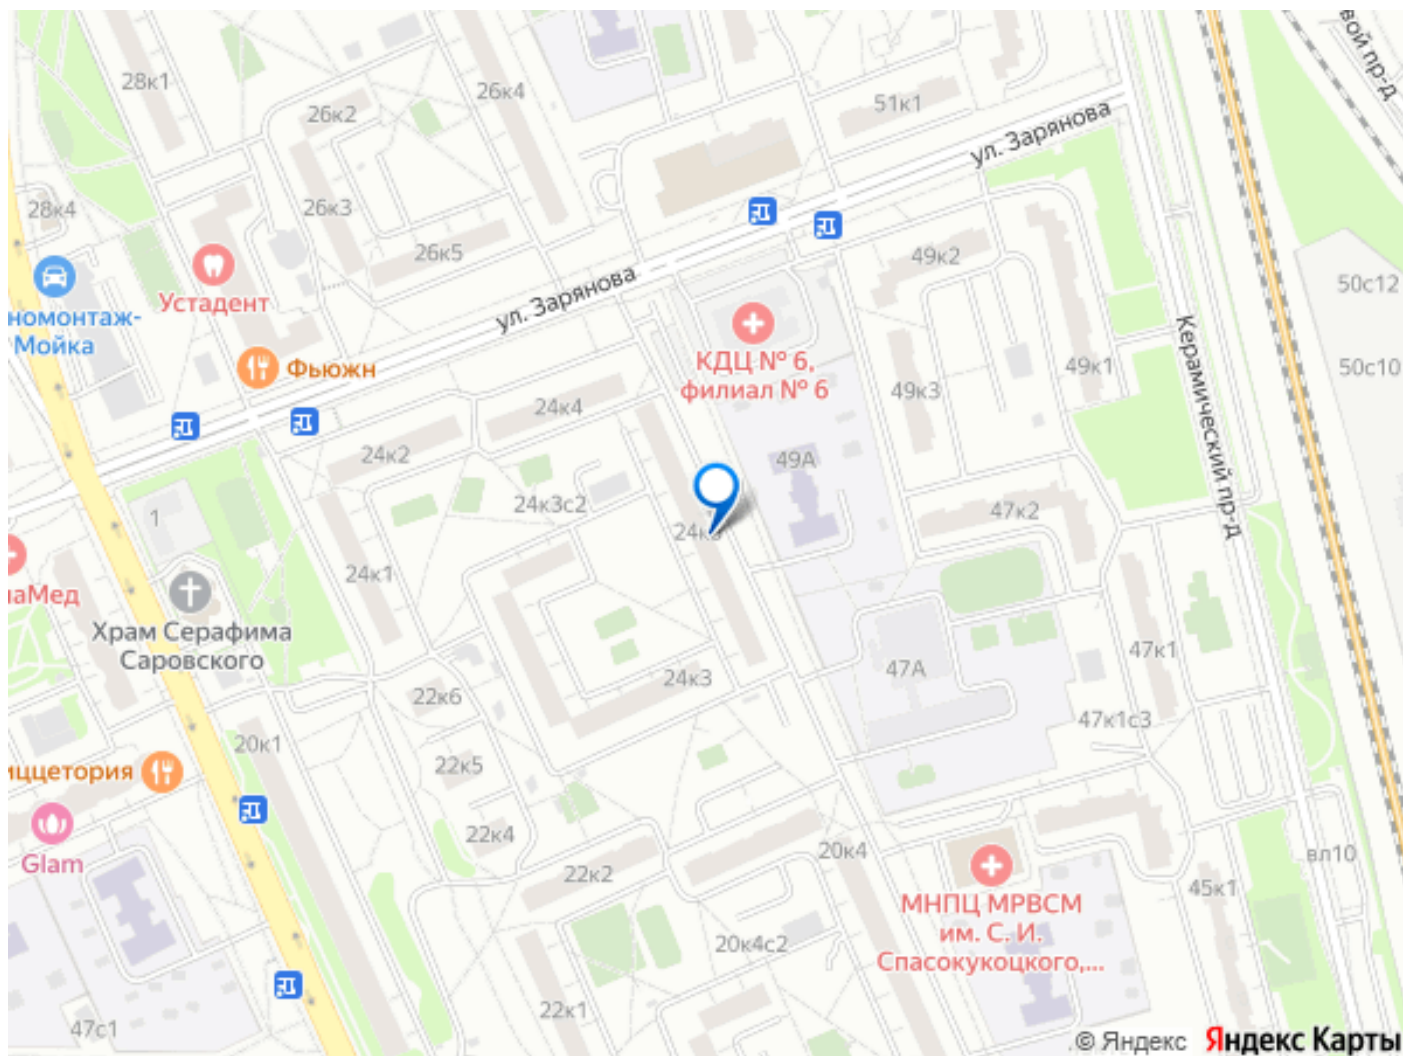 28к1
26к2
26к4
51к1
ул. Зарянова
вой пр-д
28к4
26к3
26к5
49к2
50с12
Устадент
номонтаж-
Мойка
ул. Зарянова
Фьюжн
КДЦ № 6,
филиал № 6
49к3
49к1
Керамический пр-д
50с10
24к4
24к2
49А
24к3с2
47к2
1
24к1
аМед
Храм Серафима
Саровского
24к3
47А
47к1
22к6
47к1с3
20к1
иццетория
22к5
22к4
Glam
22к2
20к4
вл10
45к1
МНПЦ МРВСМ
им. С. И.
Спасокукоцкого,...
20к4с2
22к1
47с1
© Яндекс Яндекс Карты